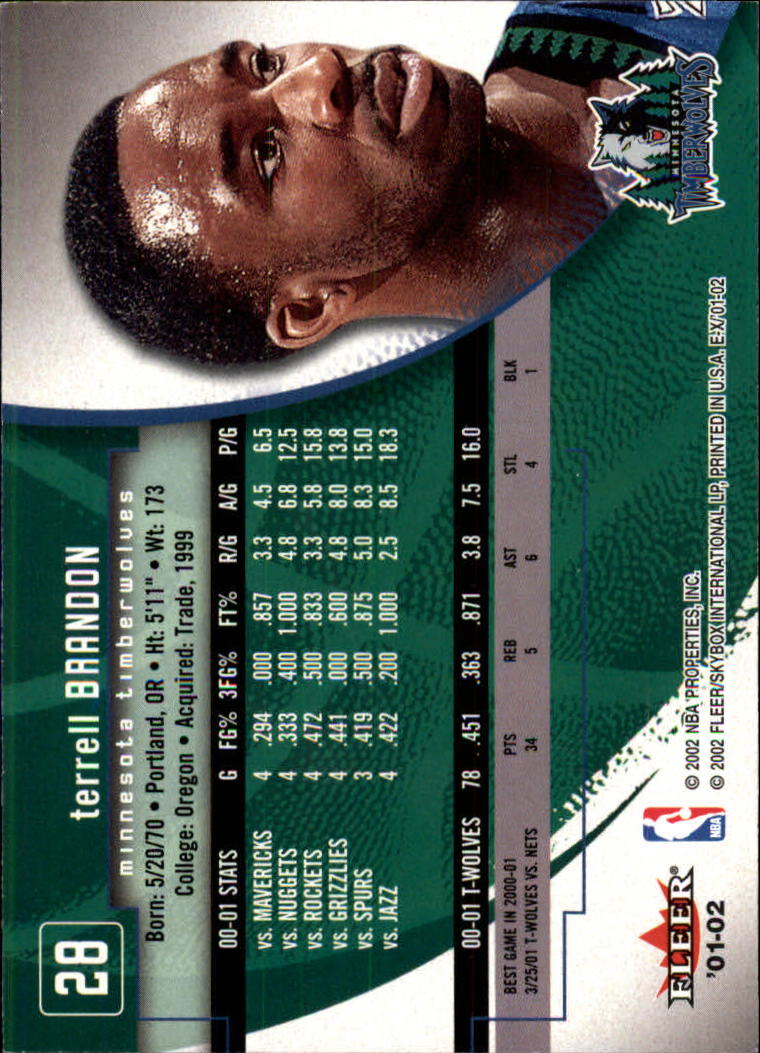 28
terrell BRANDON
minnesota timberwolves
Born: 5/20/70 • Portland, OR • Ht: 5'11" • Wt: 173
College: Oregon • Acquired: Trade, 1999
00-01 STATS G FG% 3FG% FT% R/G A/G P/G
vs. MAVERICKS 4 .294 .000 .857 3.3 4.5 6.5
vs. NUGGETS 4 .333 .400 1.000 4.8 6.8 12.5
vs. ROCKETS 4 .472 .500 .833 3.3 5.8 15.8
vs. GRIZZLIES 4 .441 .000 .600 4.8 8.0 13.8
vs. SPURS 3 .419 .500 .875 5.0 8.3 15.0
vs. JAZZ 4 .422 .200 1.000 2.5 8.5 18.3
00-01 T-WOLVES 78 .451 .363 .871 3.8 7.5 16.0
BEST GAME IN 2000-01 PTS REB AST STL BLK
3/25/01 T-WOLVES VS. NETS 34 5 6 4 1
MINNESOTA
TIMBERWOLVES
FLEER®
'01-02
NBA
© 2002 NBA PROPERTIES, INC.
© 2002 FLEER/SKYBOX INTERNATIONAL LP, PRINTED IN U.S.A. E-X/'01-02